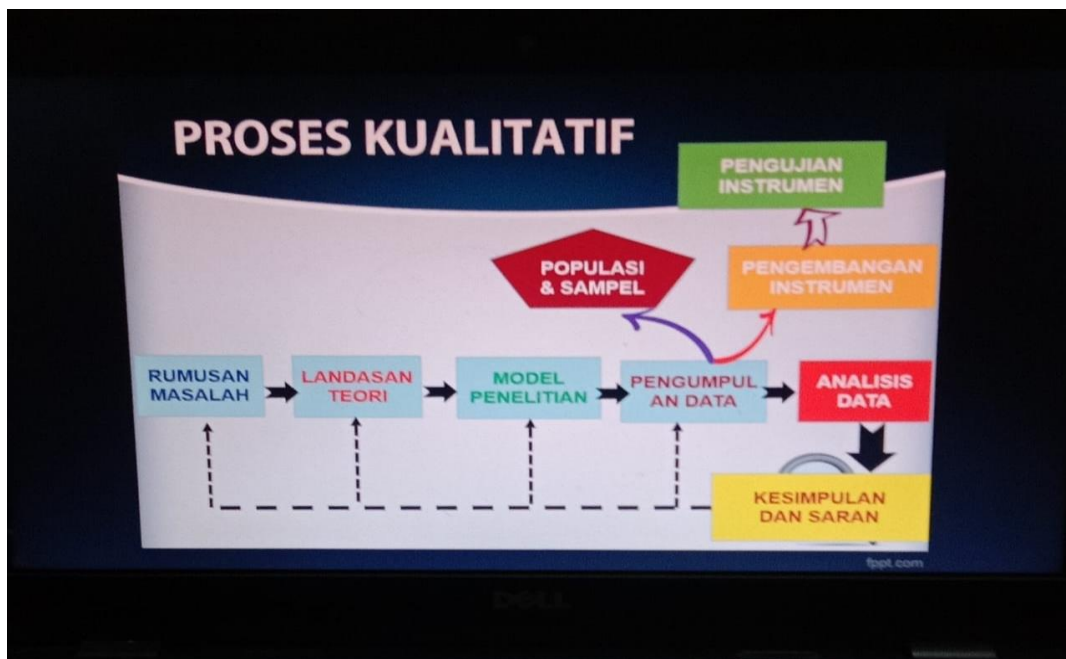 PROSES KUALITATIF
PENGUJIAN
INSTRUMEN
POPULASI
& SAMPEL
PENGEMBANGAN
INSTRUMEN
RUMUSAN
MASALAH
LANDASAN
TEORI
MODEL
PENELITIAN
PENGUMPUL
AN DATA
ANALISIS
DATA
KESIMPULAN
DAN SARAN
fppt.com
DELL